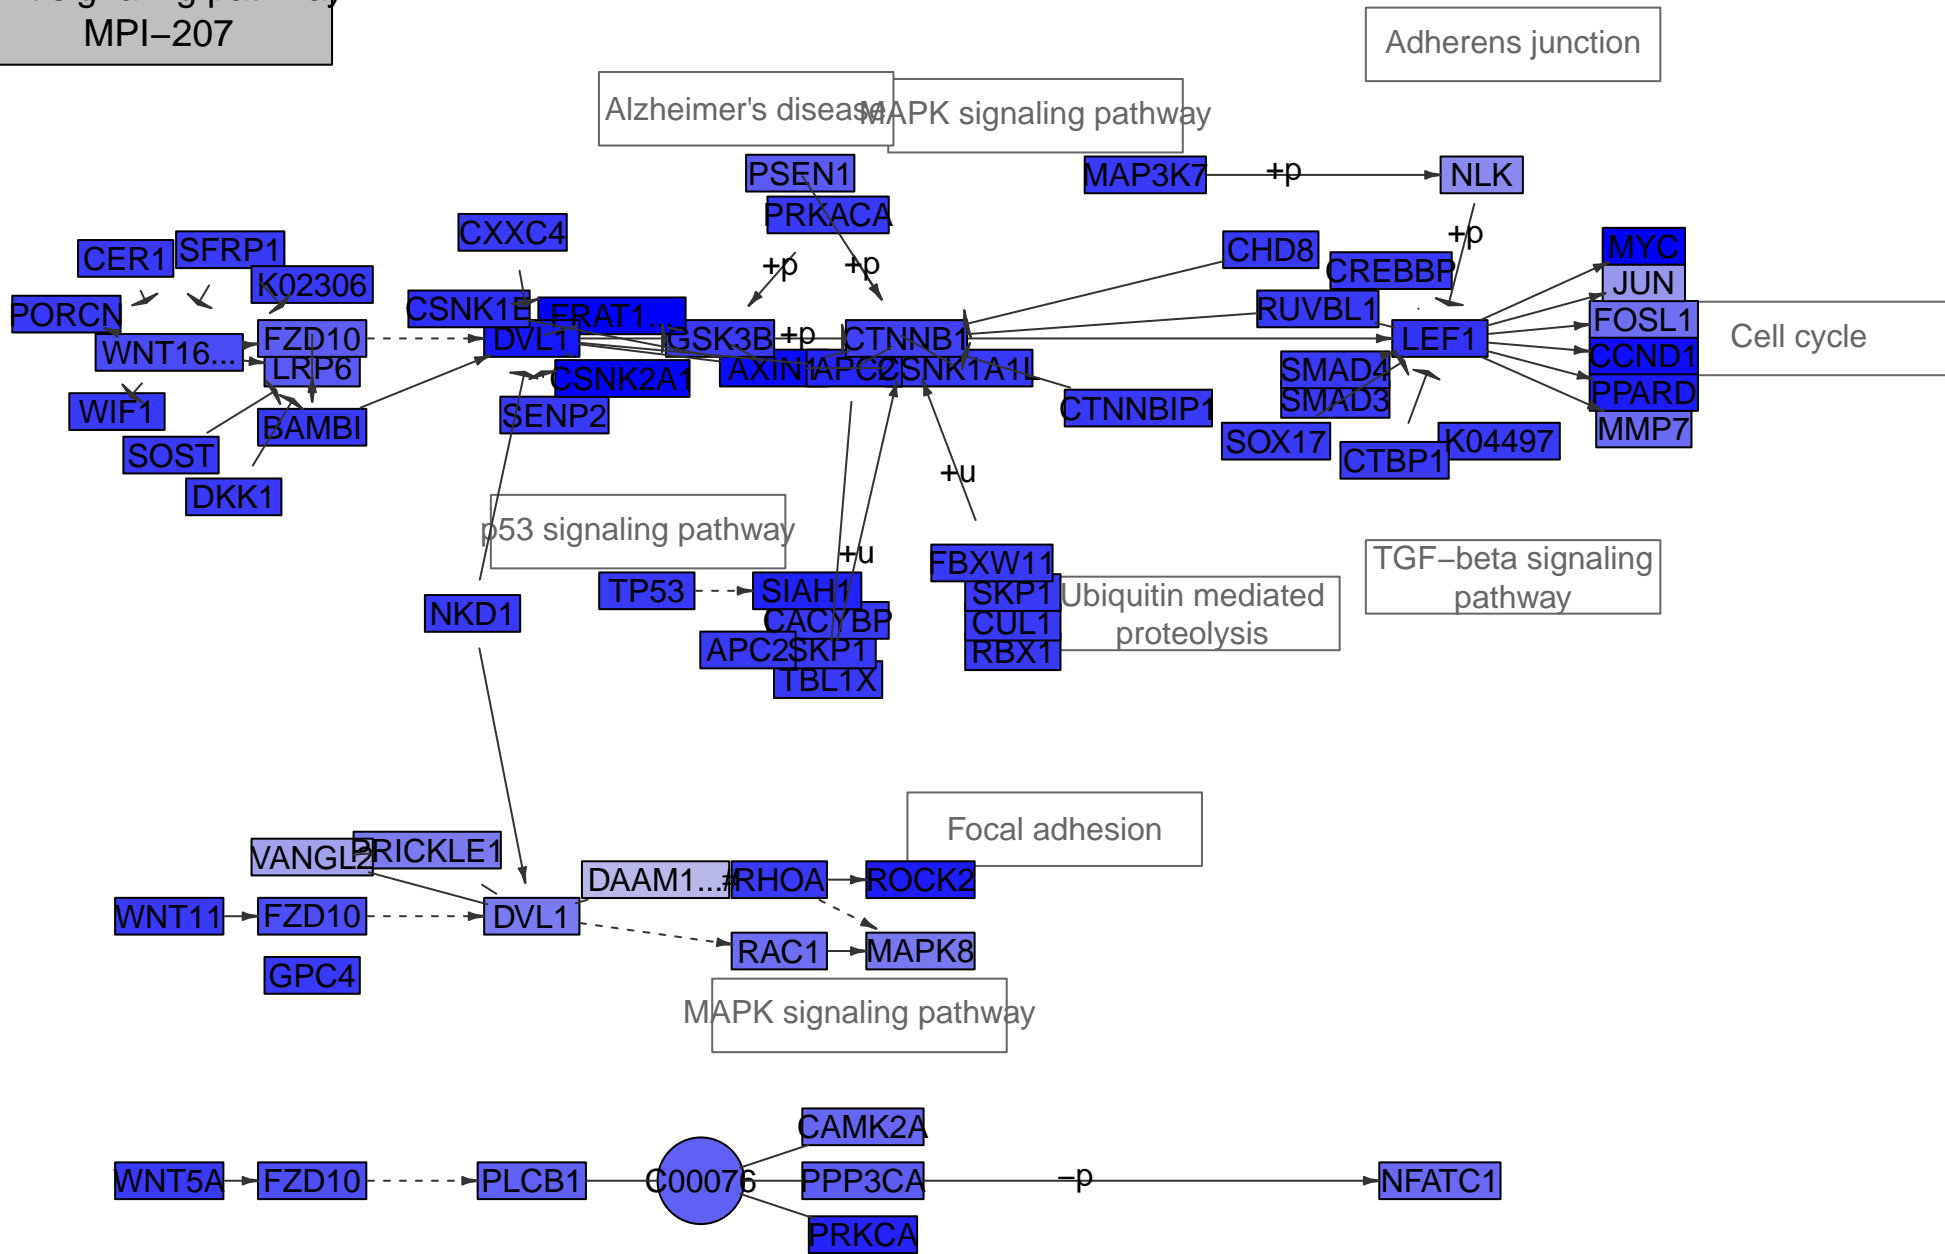 signaling pathway
MPI−207
Adherens junction
Alzheimer's disease
MAPK signaling pathway
PSEN1
MAP3K7
+p
NLK
PRKACA
CXXC4
+p
MYC
CER1
SFRP1
CHD8
CREBBP
+p
+p
K02306
JUN
PORCN
CSNK1E
FRAT1...
RUVBL1
FOSL1
WNT16...
FZD10
DVL1
GSK3B
+p
CTNNB1
LEF1
Cell cycle
LRP6
AXIN1
APC2
CSNK1A1L
SMAD4
CCND1
CSNK2A1
SMAD3
PPARD
WIF1
BAMBI
SENP2
CTNNBIP1
MMP7
SOST
SOX17
CTBP1
K04497
DKK1
+u
p53 signaling pathway
+u
FBXW11
TGF−beta signaling
pathway
TP53
SIAH1
SKP1
Ubiquitin mediated
proteolysis
NKD1
CACYBP
CUL1
APC2
SKP1
RBX1
TBL1X
Focal adhesion
VANGL2
PRICKLE1
DAAM1...#
RHOA
ROCK2
WNT11
FZD10
DVL1
RAC1
MAPK8
GPC4
MAPK signaling pathway
CAMK2A
WNT5A
FZD10
PLCB1
C00076
PPP3CA
−p
NFATC1
PRKCA